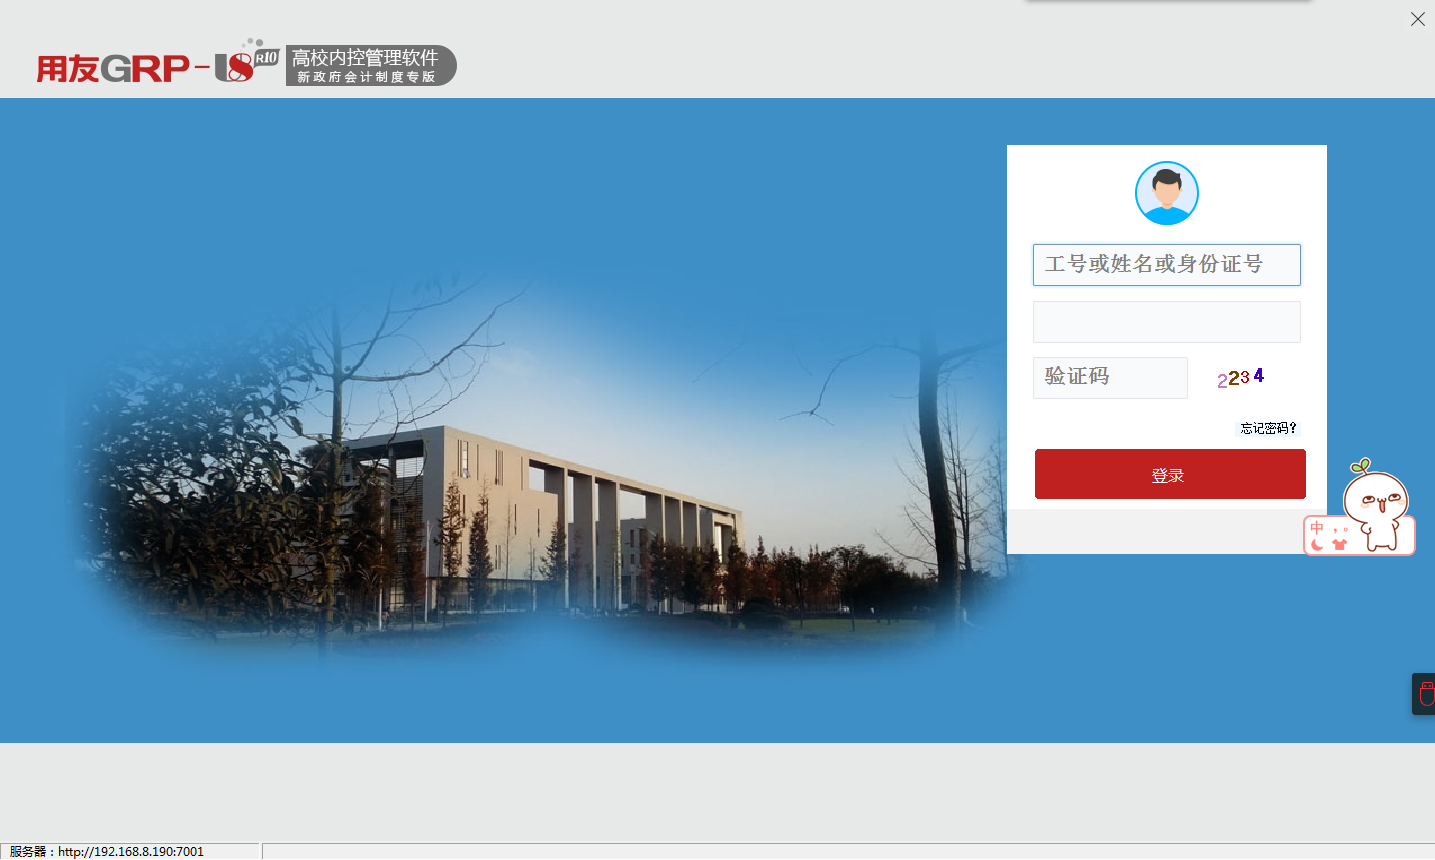 用友GRP-U8 R10
高校内控管理软件
新政府会计制度专版
工号或姓名或身份证号
验证码
2234
忘记密码?
登录
中 ，。
服务器：http://192.168.8.190:7001